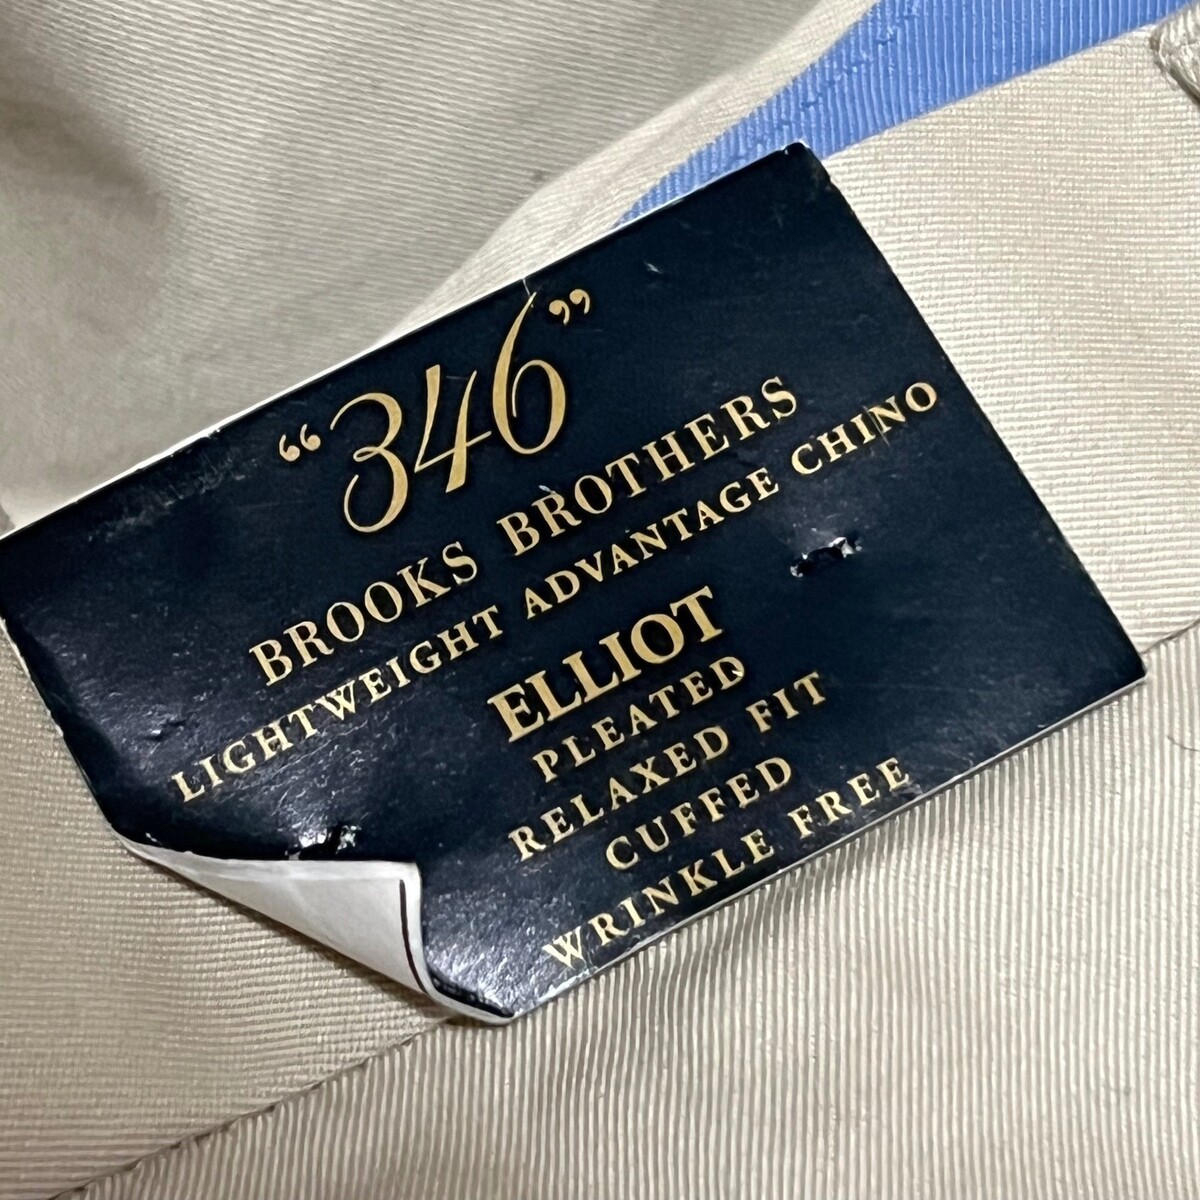 “346”
BROOKS BROTHERS
LIGHTWEIGHT ADVANTAGE CHINO
ELLIOT
PLEATED
RELAXED FIT
CUFFED
WRINKLE FREE